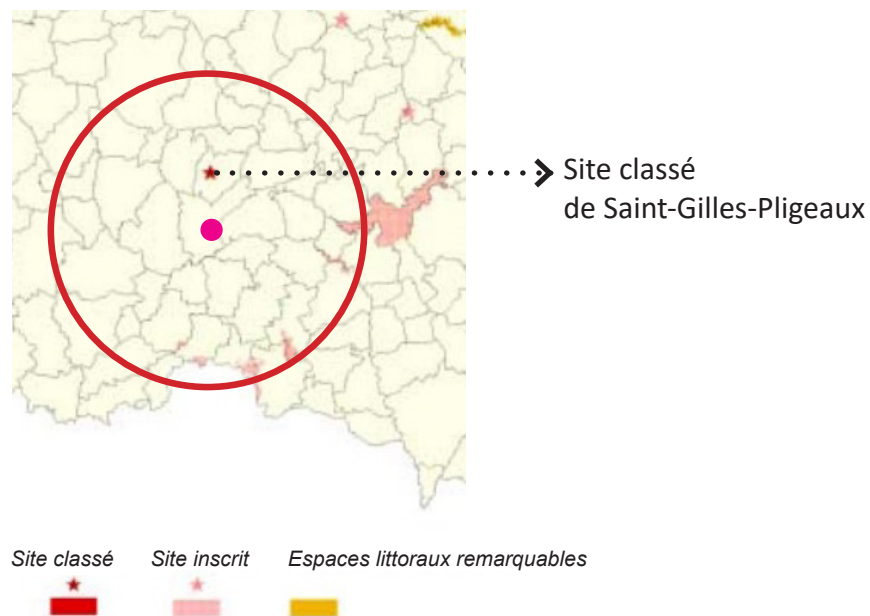 Site classé
de Saint-Gilles-Pligeaux
Site classé Site inscrit Espaces littoraux remarquables